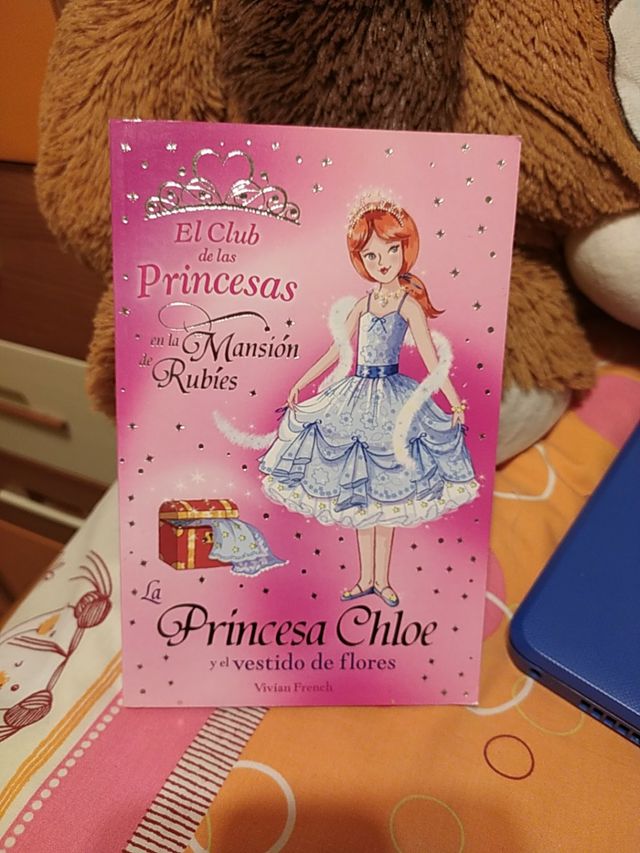 El Club
de las
Princesas
en la Mansión
de Rubíes
La
Princesa Chloe
y el vestido de flores
Vivian French